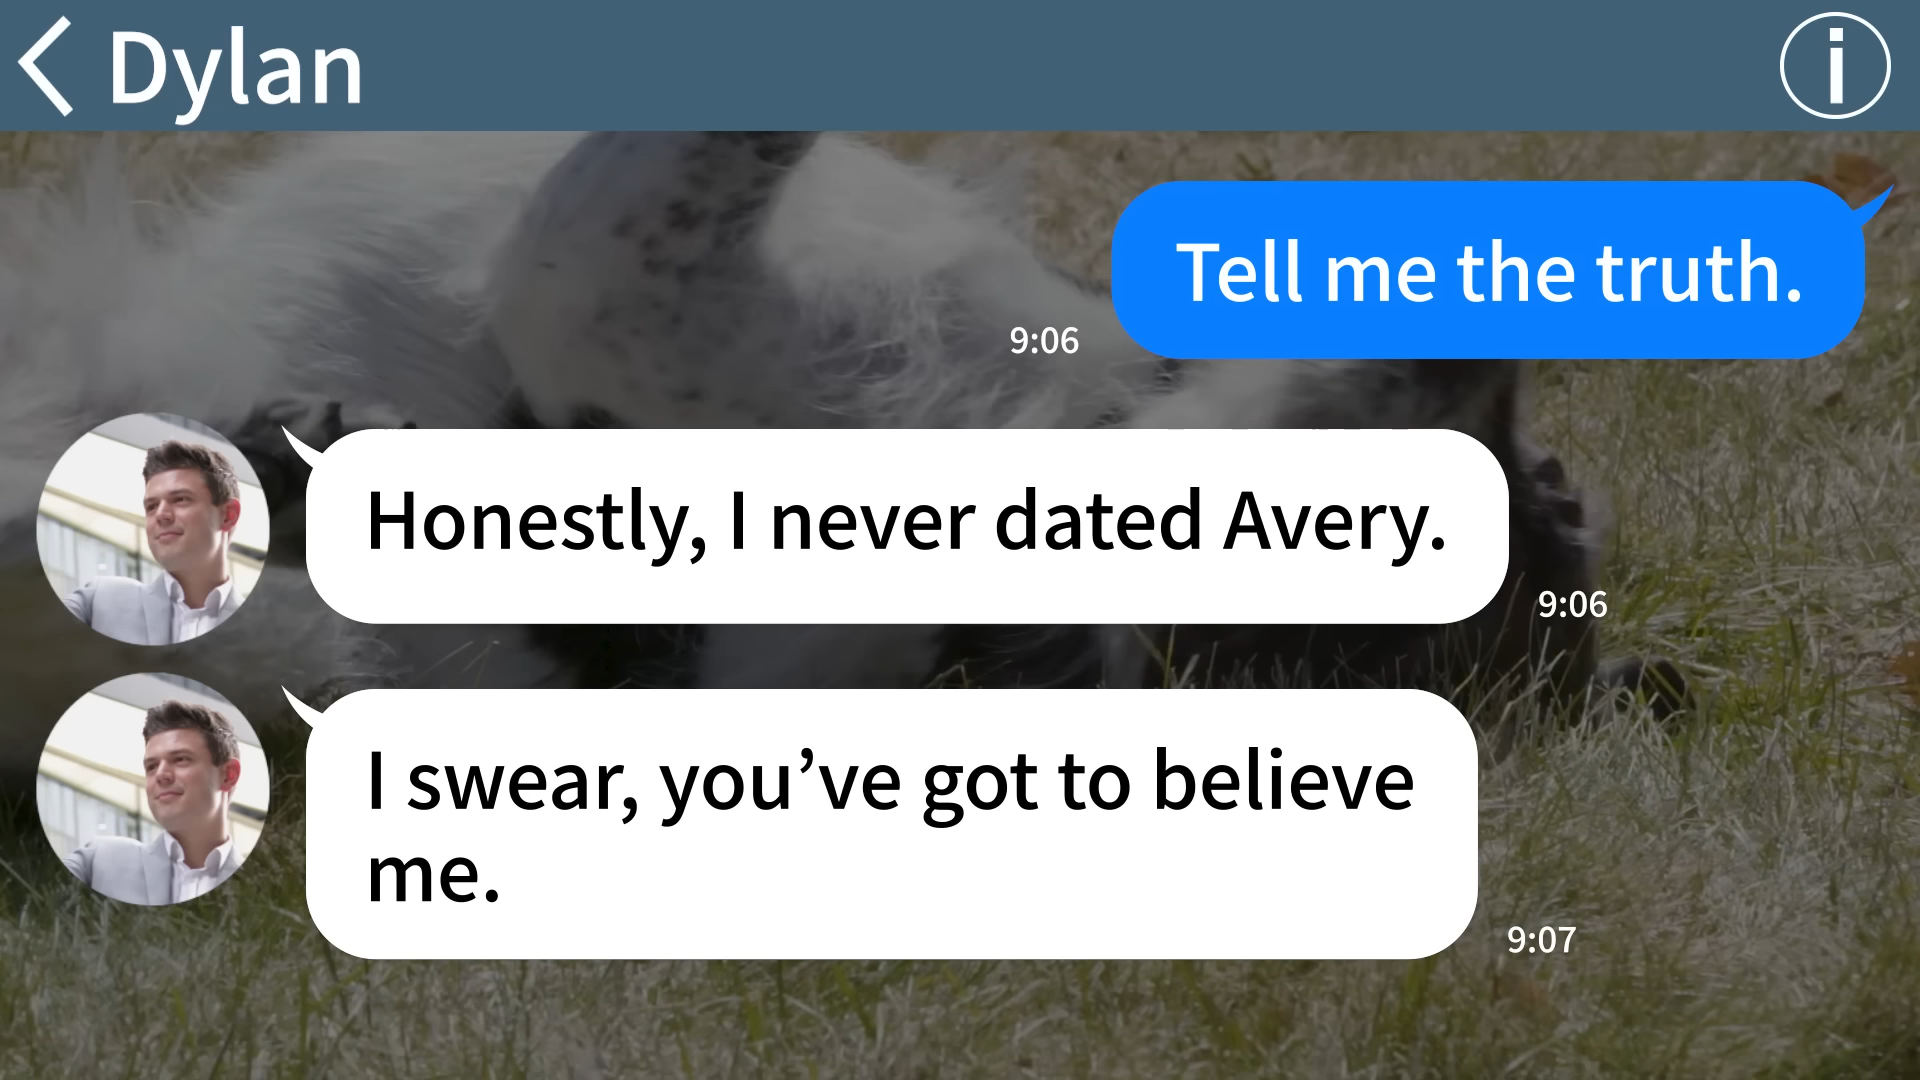 Dylan
Tell me the truth.
9:06
Honestly, I never dated Avery.
9:06
I swear, you’ve got to believe
me.
9:07